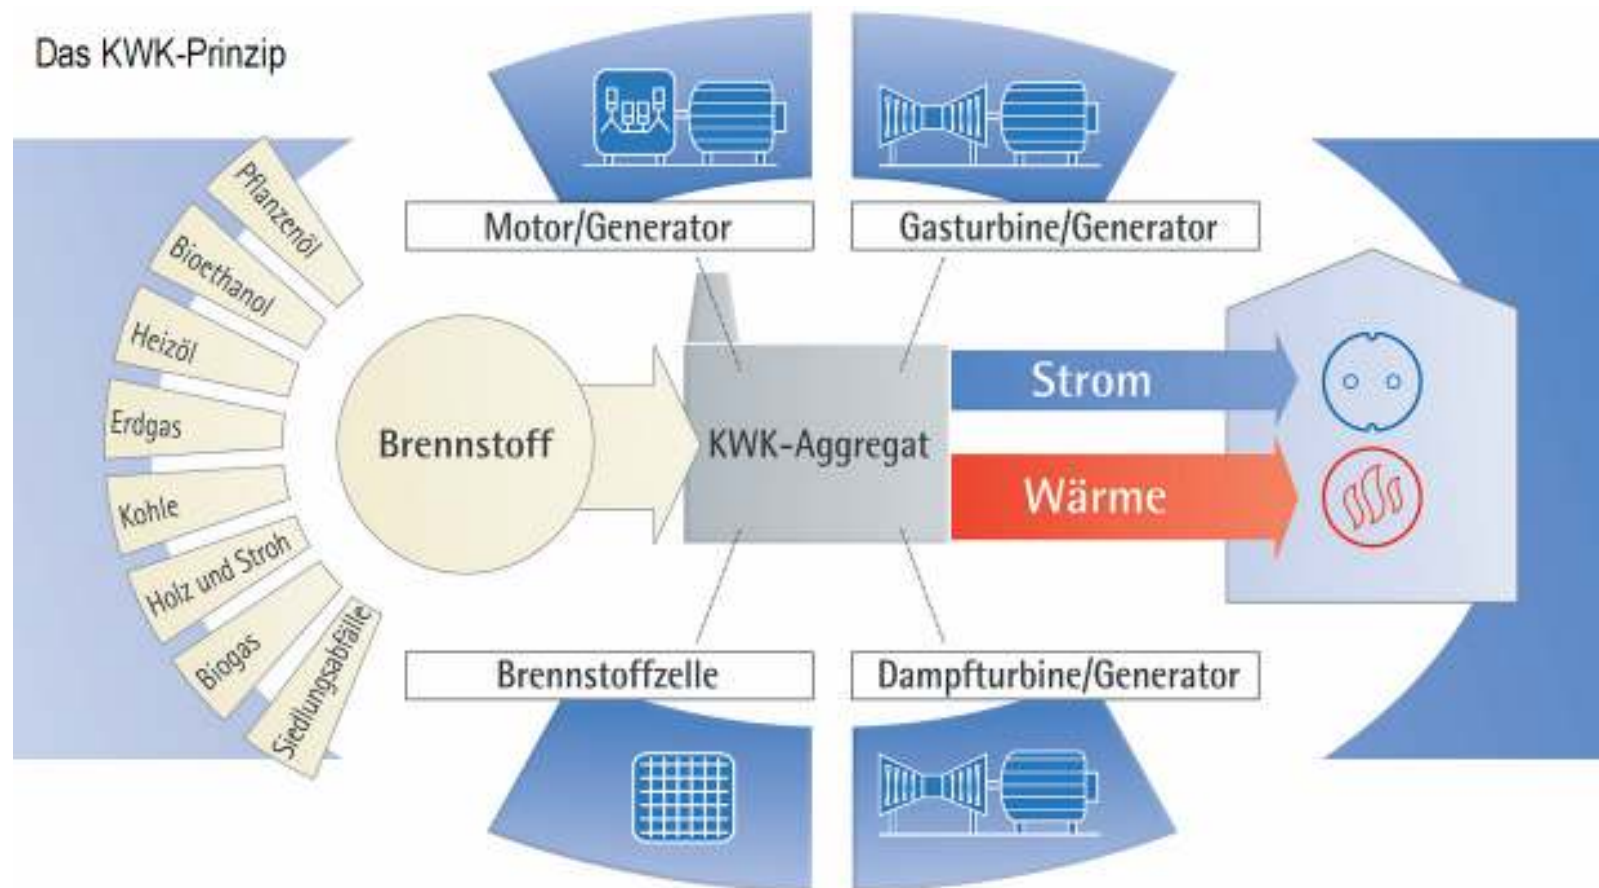 Das KWK-Prinzip
Motor/Generator
Gasturbine/Generator
Pflanzenöl
Bioethanol
Heizöl
Erdgas
Kohle
Holz und Stroh
Biogas
Siedlungsabfälle
Brennstoff
KWK-Aggregat
Strom
Wärme
Brennstoffzelle
Dampfturbine/Generator